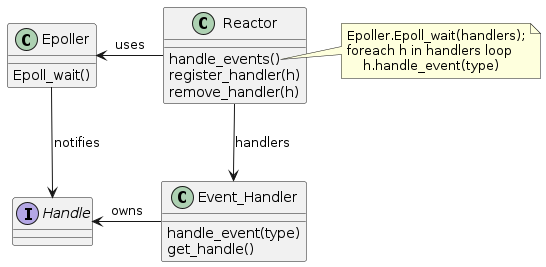 C Reactor
handle_events()
register_handler(h)
remove_handler(h)
Epoller.Epoll_wait(handlers);
foreach h in handlers loop
h.handle_event(type)
C Epoller
Epoll_wait()
uses
notifies
handlers
I Handle
owns
C Event_Handler
handle_event(type)
get_handle()